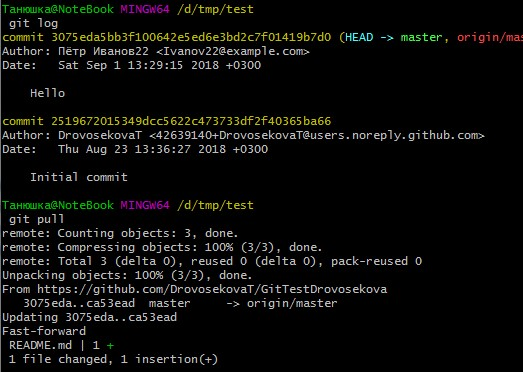 Танюшка@NoteBook MINGW64 /d/tmp/test
git log
commit 3075eda5bb3f100642e5ed6e3bd2c7f01419b7d0 (HEAD -> master, origin/mas
Author: Пётр Иванов22 <Ivanov22@example.com>
Date:   Sat Sep 1 13:29:15 2018 +0300
Hello
commit 2519672015349dcc5622c473733df2f40365ba66
Author: DrovosekovaT <42639140+DrovosekovaT@users.noreply.github.com>
Date:   Thu Aug 23 13:36:27 2018 +0300
Initial commit
Танюшка@NoteBook MINGW64 /d/tmp/test
git pull
remote: Counting objects: 3, done.
remote: Compressing objects: 100% (3/3), done.
remote: Total 3 (delta 0), reused 0 (delta 0), pack-reused 0
Unpacking objects: 100% (3/3), done.
From https://github.com/DrovosekovaT/GitTestDrovosekova
3075eda..ca53ead  master     -> origin/master
Updating 3075eda..ca53ead
Fast-forward
README.md | 1 +
1 file changed, 1 insertion(+)